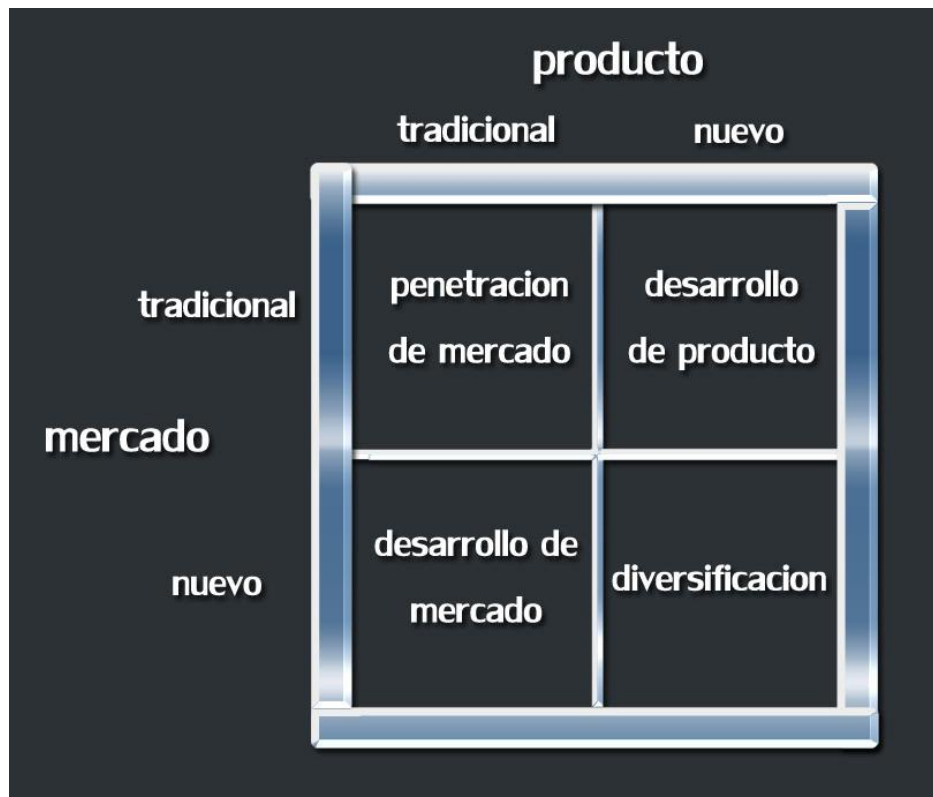 producto
tradicional nuevo
tradicional
penetracion
de mercado
desarrollo
de producto
mercado
nuevo
desarrollo de
mercado
diversificacion